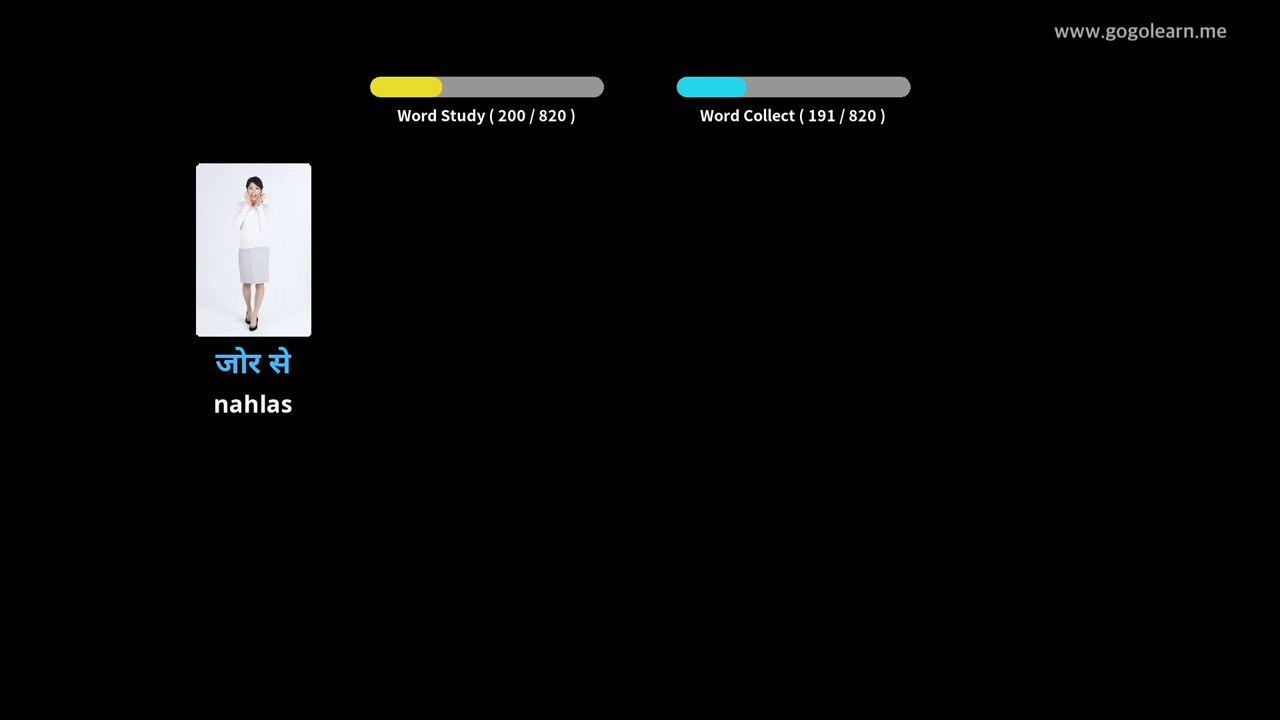 www.gogolearn.me
Word Study ( 200 / 820 )
Word Collect ( 191 / 820 )
जोर से
nahlas